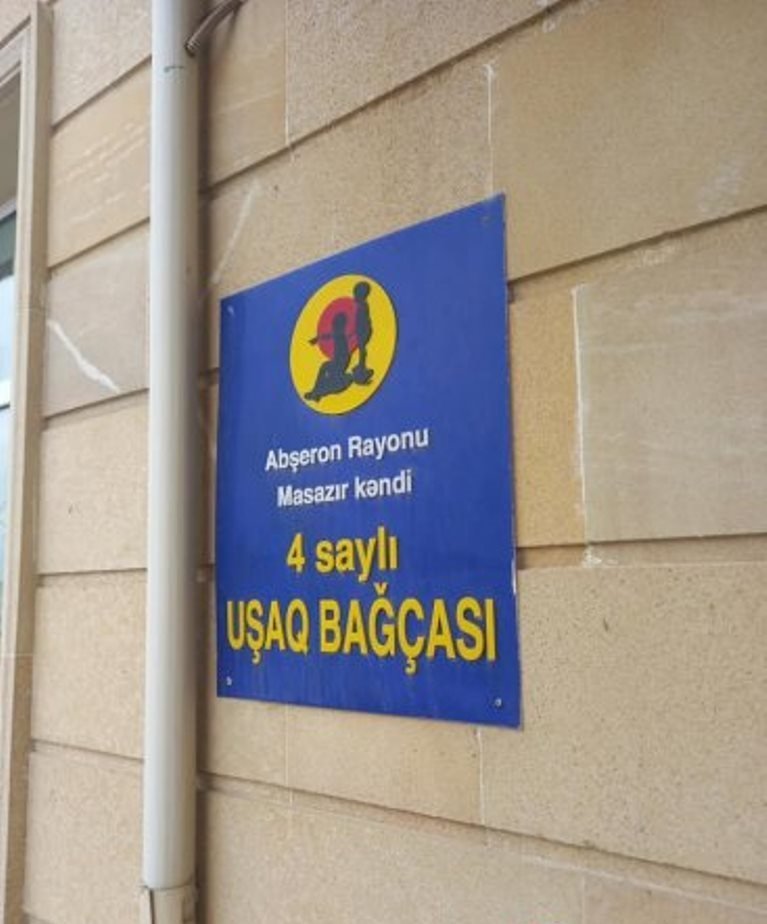 Abşeron Rayonu
Masazır kəndi
4 saylı
UŞAQ BAĞÇASI